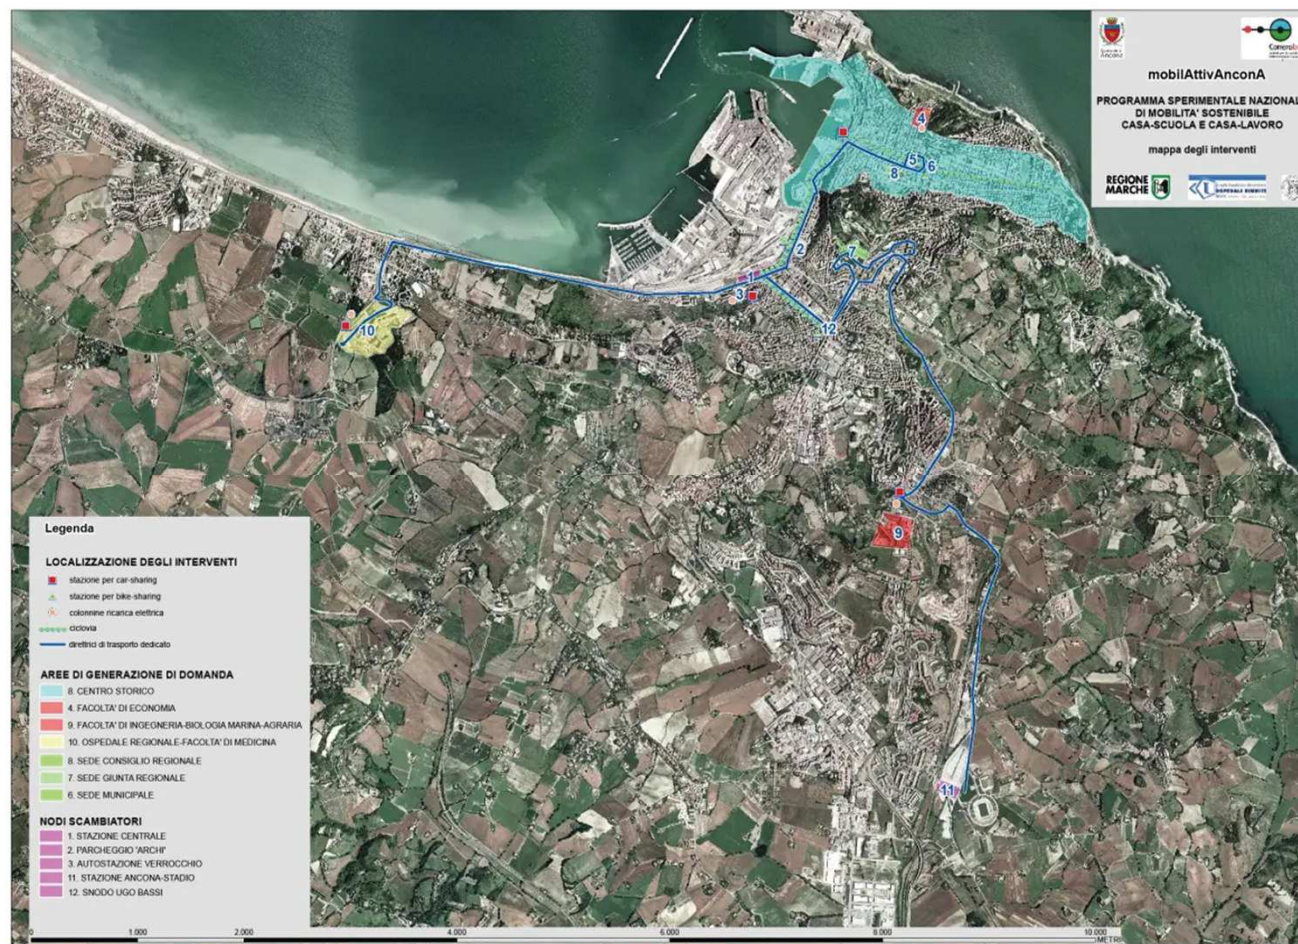 mobilAttivAnconA
PROGRAMMA SPERIMENTALE NAZIONAL
DI MOBILITA' SOSTENIBILE
CASA-SCUOLA E CASA-LAVORO
mappa degli interventi
REGIONE
MARCHE
4
5
6
8
7
2
1
3
12
10
9
11
Legenda
LOCALIZZAZIONE DEGLI INTERVENTI
stazione per car-sharing
stazione per bike-sharing
colonnine ricarica elettrica
ciclovia
direttrici di trasporto dedicato
AREE DI GENERAZIONE DI DOMANDA
8. CENTRO STORICO
4. FACOLTA' DI ECONOMIA
9. FACOLTA' DI INGEGNERIA-BIOLOGIA MARINA-AGRARIA
10. OSPEDALE REGIONALE-FACOLTA' DI MEDICINA
8. SEDE CONSIGLIO REGIONALE
7. SEDE GIUNTA REGIONALE
6. SEDE MUNICIPALE
NODI SCAMBIATORI
1. STAZIONE CENTRALE
2. PARCHEGGIO 'ARCHI'
3. AUTOSTAZIONE VERROCCHIO
11. STAZIONE ANCONA-STADIO
12. SNODO UGO BASSI
0 1.000 2.000 4.000 6.000 8.000 10.000
METRI